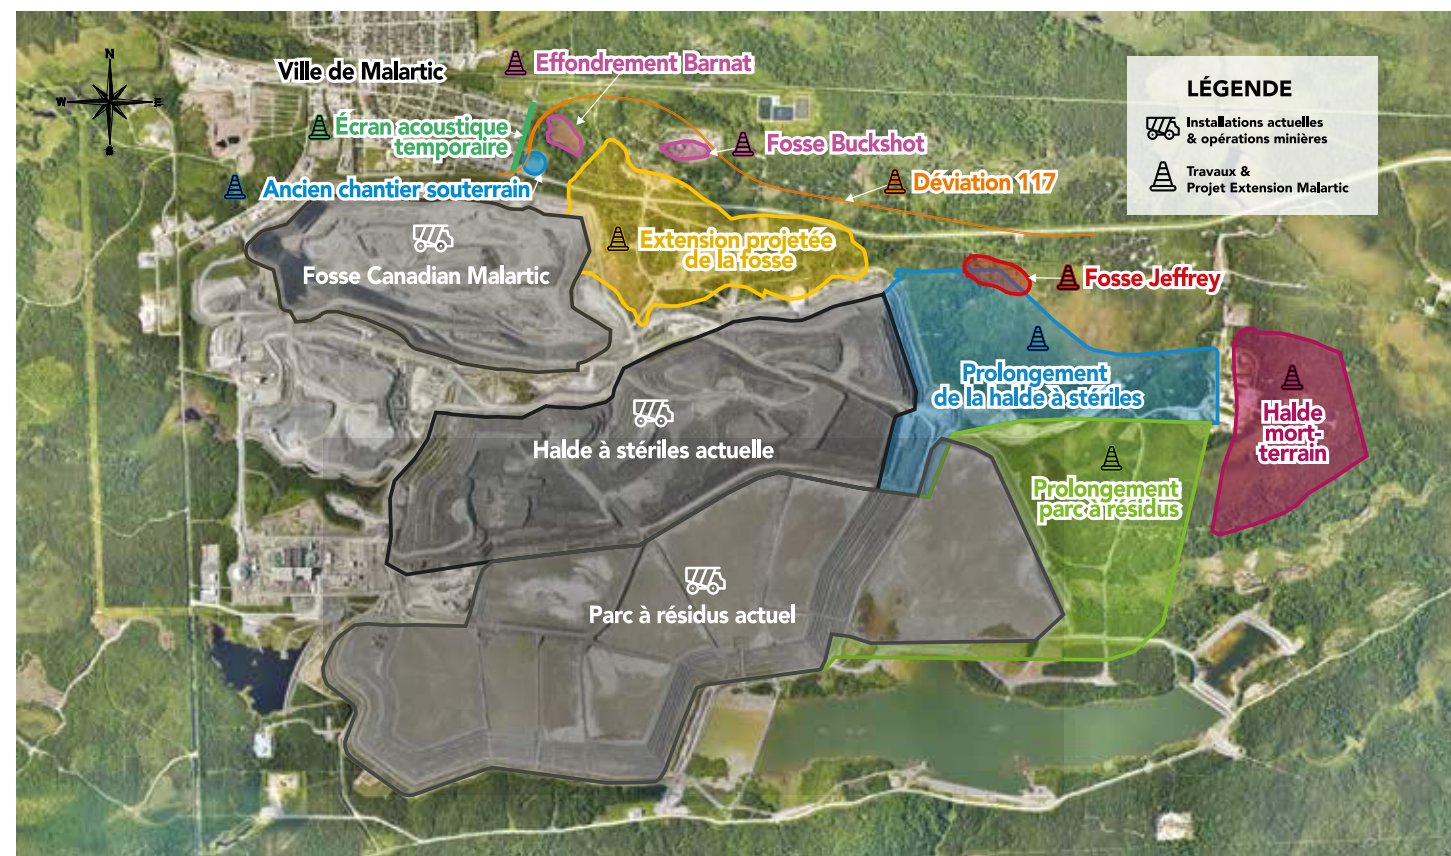 N
W
E
S
Ville de Malartic
Effondrement Barnat
Écran acoustique
temporaire
Fosse Buckshot
Ancien chantier souterrain
Déviation 117
LÉGENDE
Installations actuelles
& opérations minières
Travaux &
Projet Extension Malartic
Extension projetée
de la fosse
Fosse Canadian Malartic
Fosse Jeffrey
Prolongement
de la halde à stériles
Halde
mort-
terrain
Halde à stériles actuelle
Prolongement
parc à résidus
Parc à résidus actuel